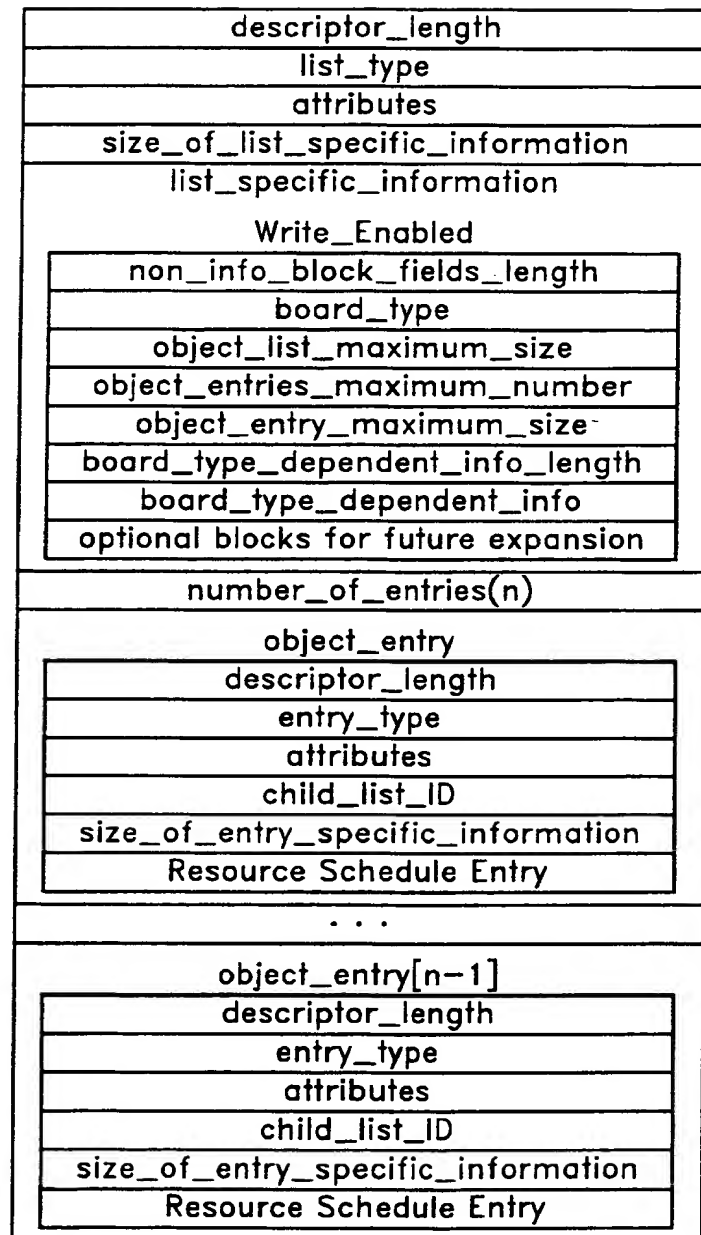 descriptor_length
list_type
attributes
size_of_list_specific_information
list_specific_information
Write_Enabled
non_info_block_fields_length
board_type
object_list_maximum_size
object_entries_maximum_number
object_entry_maximum_size
board_type_dependent_info_length
board_type_dependent_info
optional blocks for future expansion
number_of_entries(n)
object_entry
descriptor_length
entry_type
attributes
child_list_ID
size_of_entry_specific_information
Resource Schedule Entry
. . .
object_entry[n-1]
descriptor_length
entry_type
attributes
child_list_ID
size_of_entry_specific_information
Resource Schedule Entry